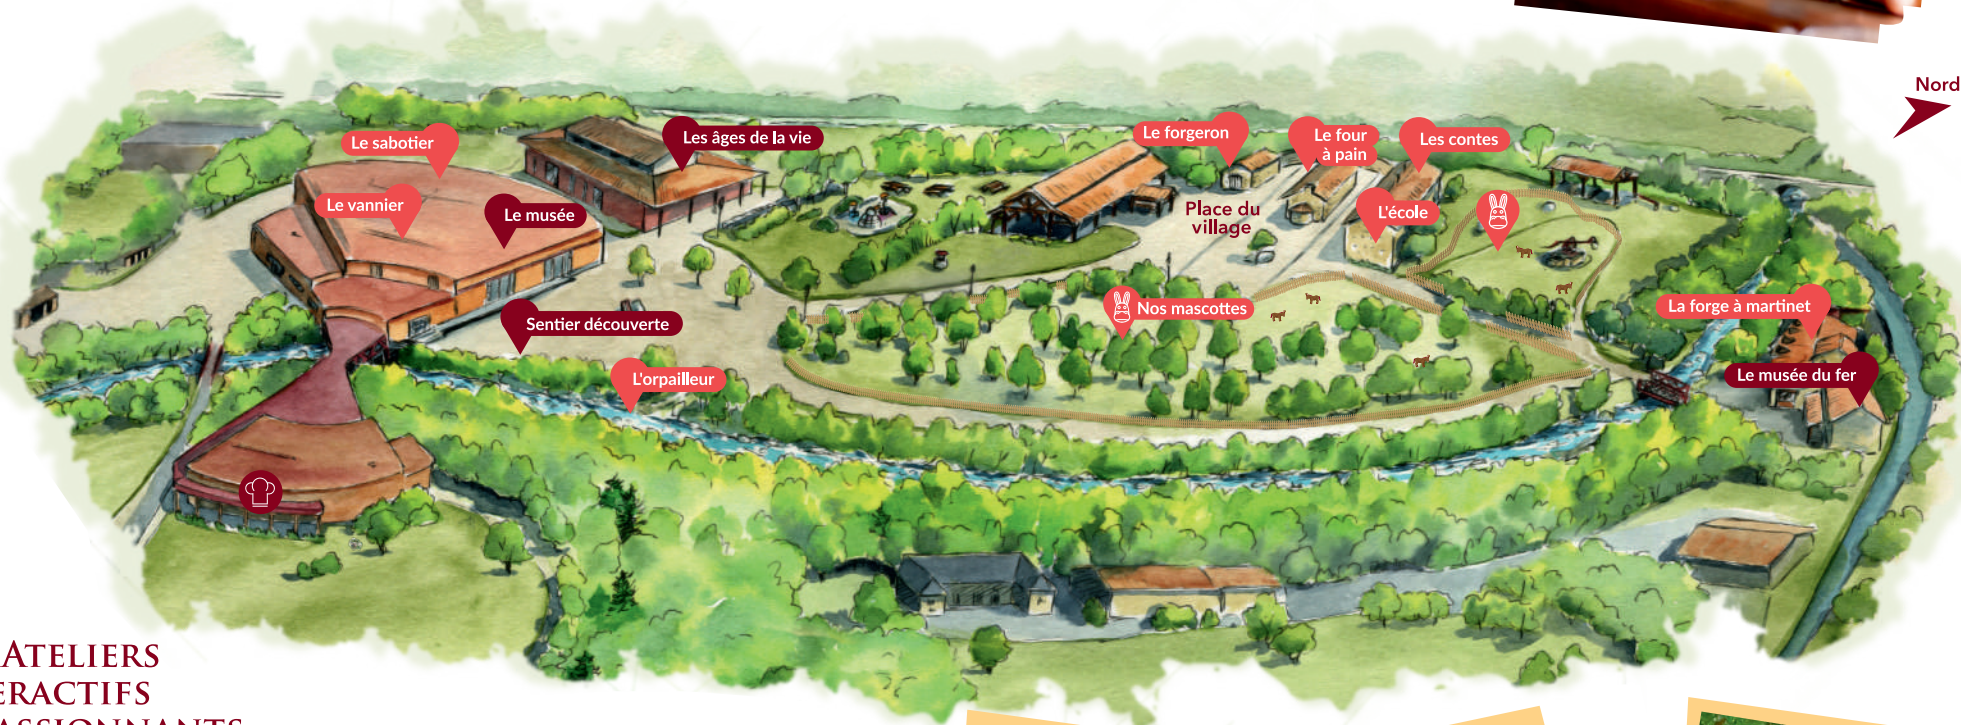 Nord
Les âges de la vie
Le sabotier
Le forgeron
Le four
à pain
Les contes
Le vannier
Le musée
L'école
Place du
village
Nos mascottes
La forge à martinet
Sentier découverte
L'orpailleur
Le musée du fer
ATELIERS
ERACTIFS
ASSIONNANTS